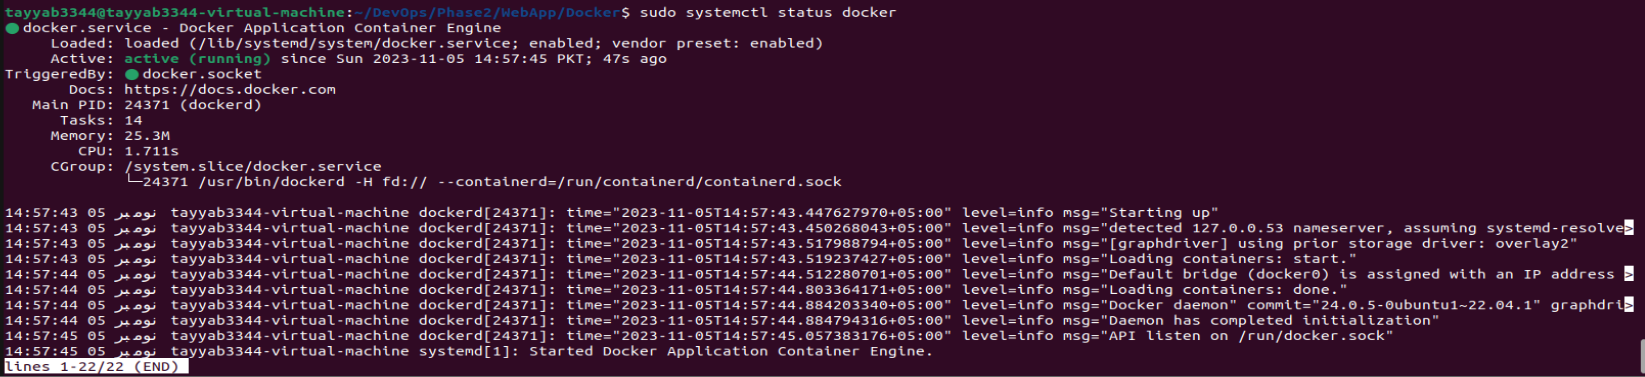 tayyab3344@tayyab3344-virtual-machine:~/DevOps/Phase2/WebApp/Docker$ sudo systemctl status docker
● docker.service - Docker Application Container Engine
Loaded: loaded (/lib/systemd/system/docker.service; enabled; vendor preset: enabled)
Active: active (running) since Sun 2023-11-05 14:57:45 PKT; 47s ago
TriggeredBy: ● docker.socket
Docs: https://docs.docker.com
Main PID: 24371 (dockerd)
Tasks: 14
Memory: 25.3M
CPU: 1.711s
CGroup: /system.slice/docker.service
└─24371 /usr/bin/dockerd -H fd:// --containerd=/run/containerd/containerd.sock
14:57:43 05 نومبر tayyab3344-virtual-machine dockerd[24371]: time="2023-11-05T14:57:43.447627970+05:00" level=info msg="Starting up"
14:57:43 05 نومبر tayyab3344-virtual-machine dockerd[24371]: time="2023-11-05T14:57:43.450268043+05:00" level=info msg="detected 127.0.0.53 nameserver, assuming systemd-resolve>
14:57:43 05 نومبر tayyab3344-virtual-machine dockerd[24371]: time="2023-11-05T14:57:43.517988794+05:00" level=info msg="[graphdriver] using prior storage driver: overlay2"
14:57:43 05 نومبر tayyab3344-virtual-machine dockerd[24371]: time="2023-11-05T14:57:43.519237427+05:00" level=info msg="Loading containers: start."
14:57:44 05 نومبر tayyab3344-virtual-machine dockerd[24371]: time="2023-11-05T14:57:44.512280701+05:00" level=info msg="Default bridge (docker0) is assigned with an IP address >
14:57:44 05 نومبر tayyab3344-virtual-machine dockerd[24371]: time="2023-11-05T14:57:44.803364171+05:00" level=info msg="Loading containers: done."
14:57:44 05 نومبر tayyab3344-virtual-machine dockerd[24371]: time="2023-11-05T14:57:44.884203340+05:00" level=info msg="Docker daemon" commit="24.0.5-0ubuntu1~22.04.1" graphdri>
14:57:44 05 نومبر tayyab3344-virtual-machine dockerd[24371]: time="2023-11-05T14:57:44.884794316+05:00" level=info msg="Daemon has completed initialization"
14:57:45 05 نومبر tayyab3344-virtual-machine dockerd[24371]: time="2023-11-05T14:57:45.057383176+05:00" level=info msg="API listen on /run/docker.sock"
14:57:45 05 نومبر tayyab3344-virtual-machine systemd[1]: Started Docker Application Container Engine.
lines 1-22/22 (END)